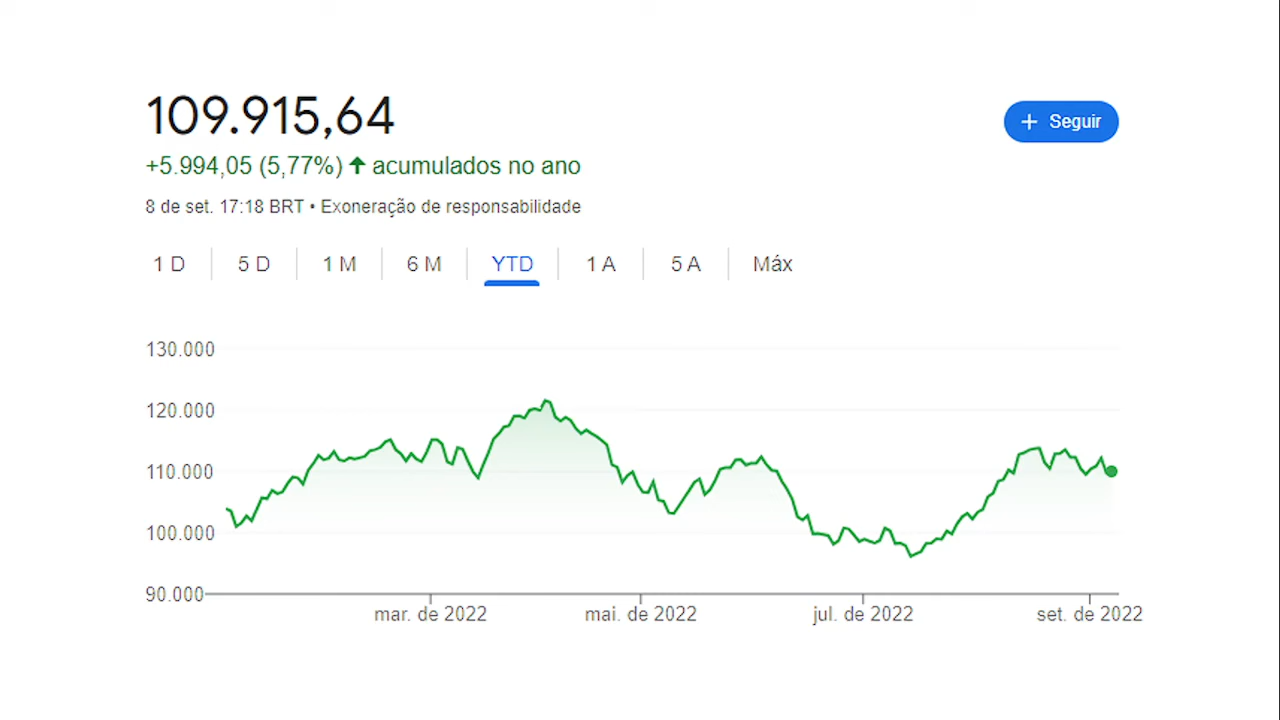 109.915,64
+ Seguir
+5.994,05 (5,77%) ↑ acumulados no ano
8 de set. 17:18 BRT • Exoneração de responsabilidade
1 D 5 D 1 M 6 M YTD 1 A 5 A Máx
130.000
120.000
110.000
100.000
90.000
mar. de 2022 mai. de 2022 jul. de 2022 set. de 2022